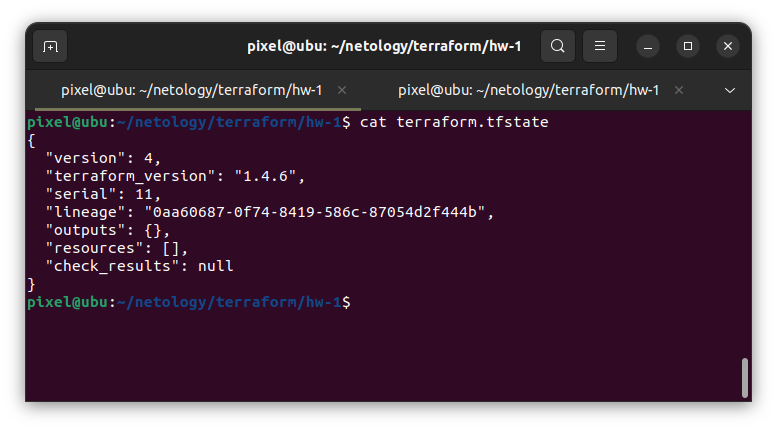 pixel@ubu: ~/netology/terraform/hw-1
pixel@ubu: ~/netology/terraform/hw-1 × pixel@ubu: ~/netology/terraform/hw-1 ×
pixel@ubu:~/netology/terraform/hw-1$ cat terraform.tfstate
{
  "version": 4,
  "terraform_version": "1.4.6",
  "serial": 11,
  "lineage": "0aa60687-0f74-8419-586c-87054d2f444b",
  "outputs": {},
  "resources": [],
  "check_results": null
}
pixel@ubu:~/netology/terraform/hw-1$